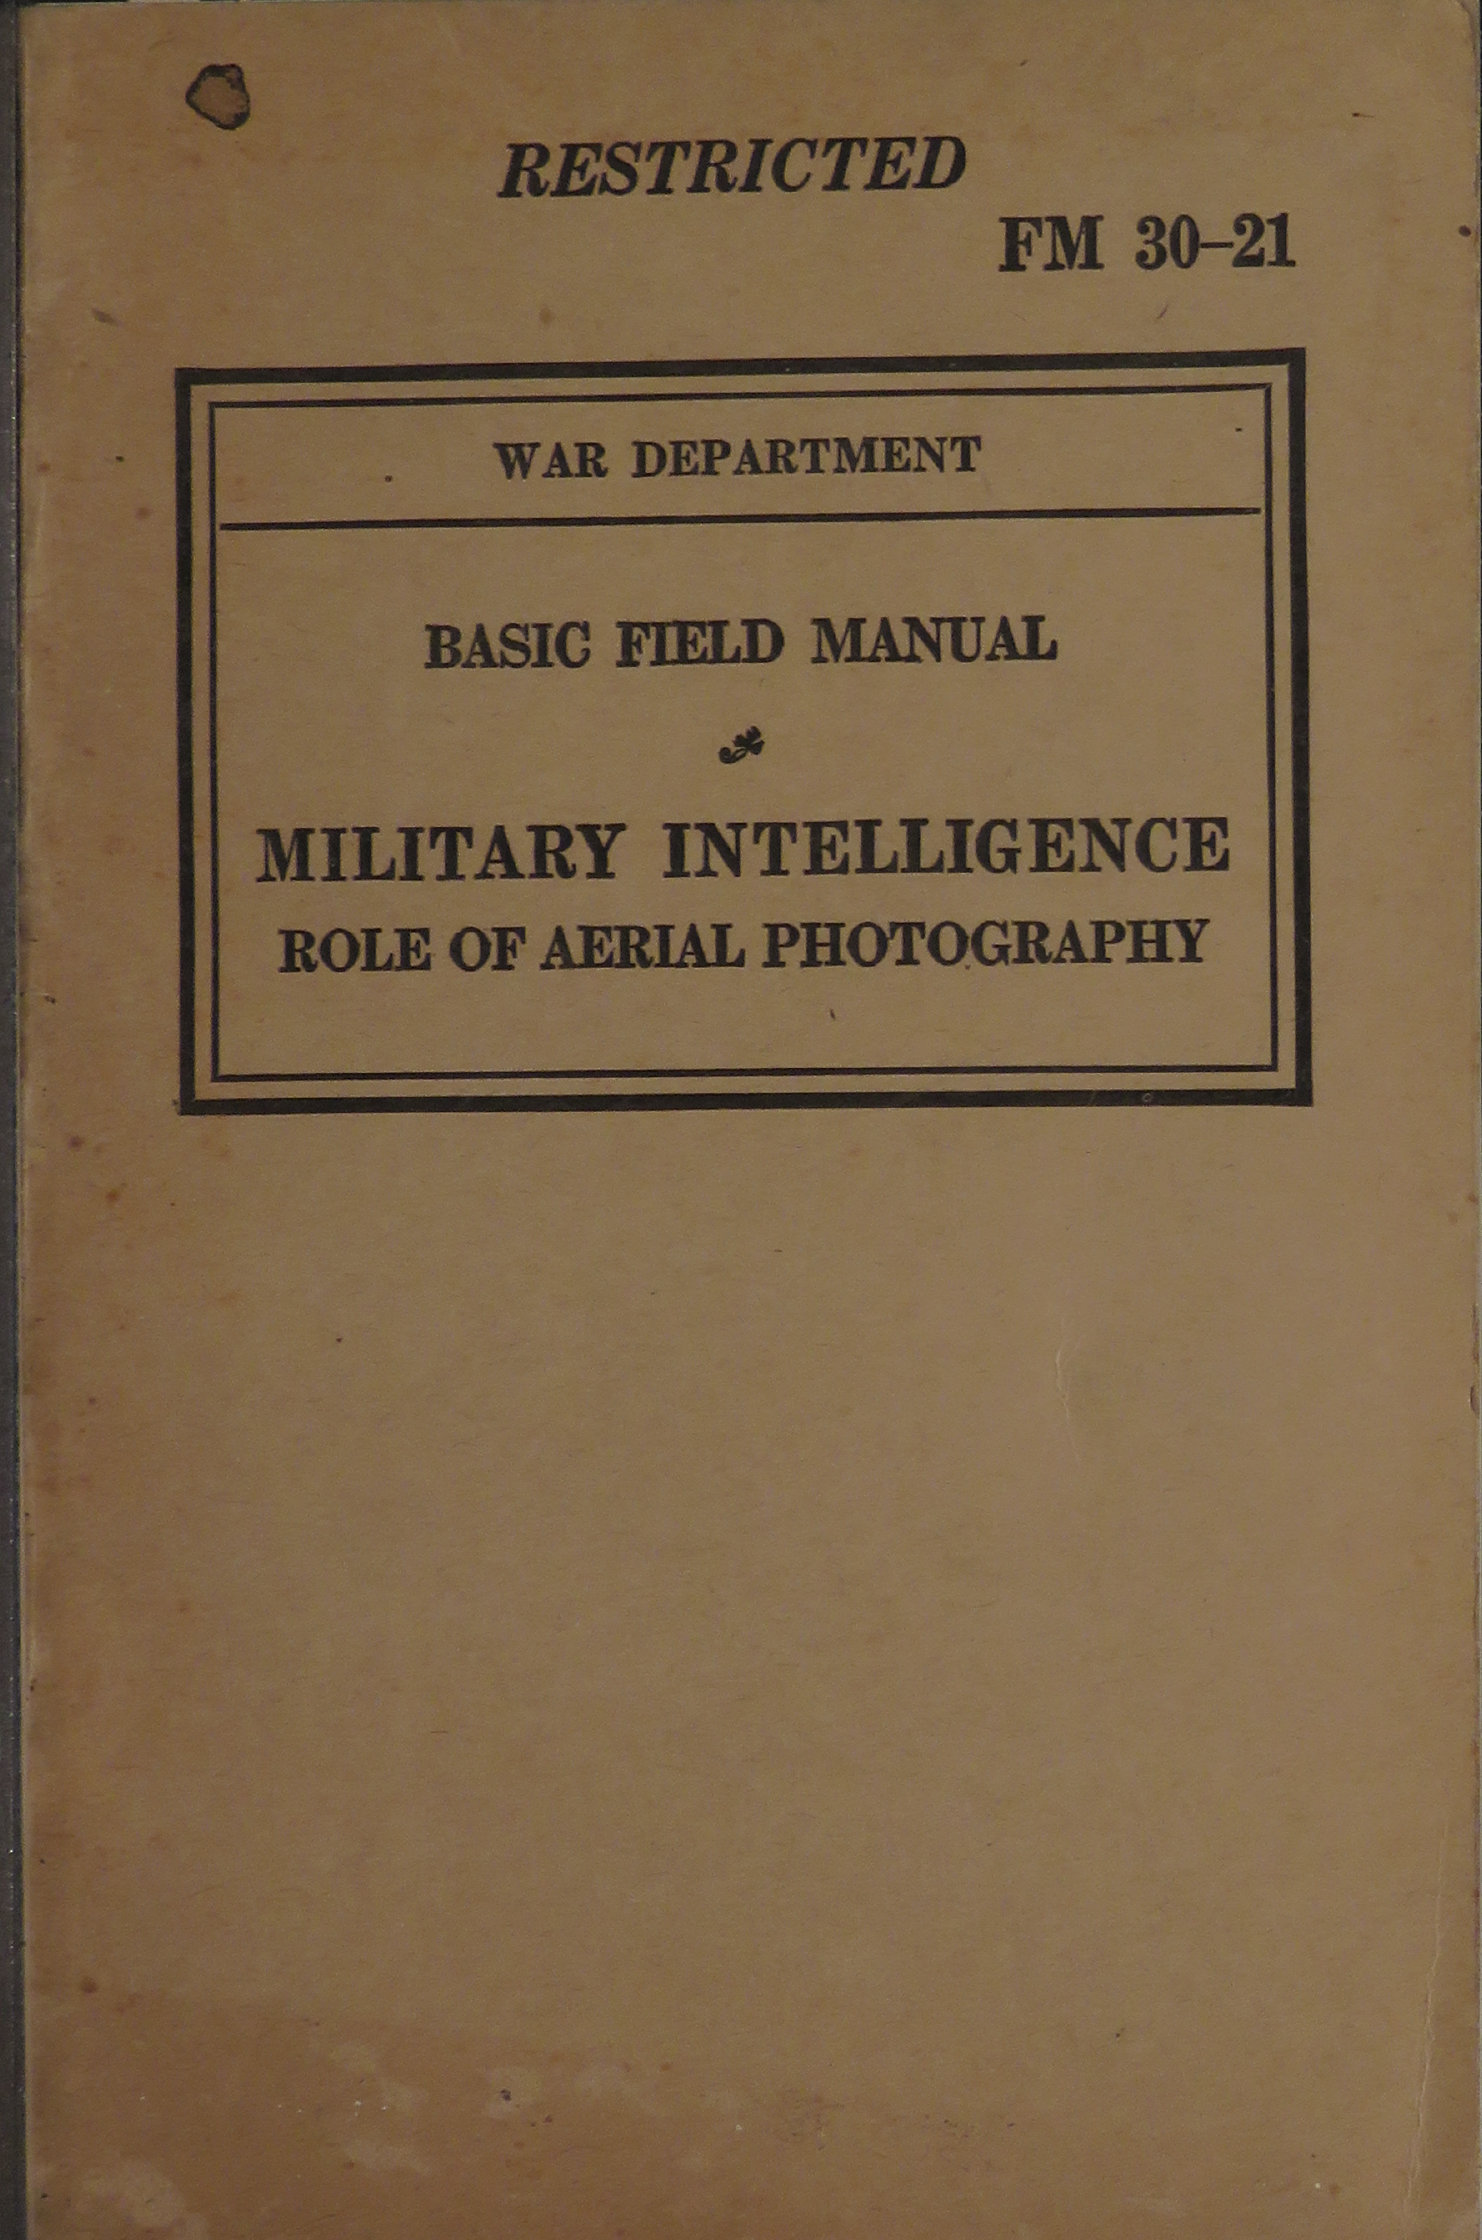 RESTRICTED
FM 30–21
WAR DEPARTMENT
BASIC FIELD MANUAL
MILITARY INTELLIGENCE
ROLE OF AERIAL PHOTOGRAPHY